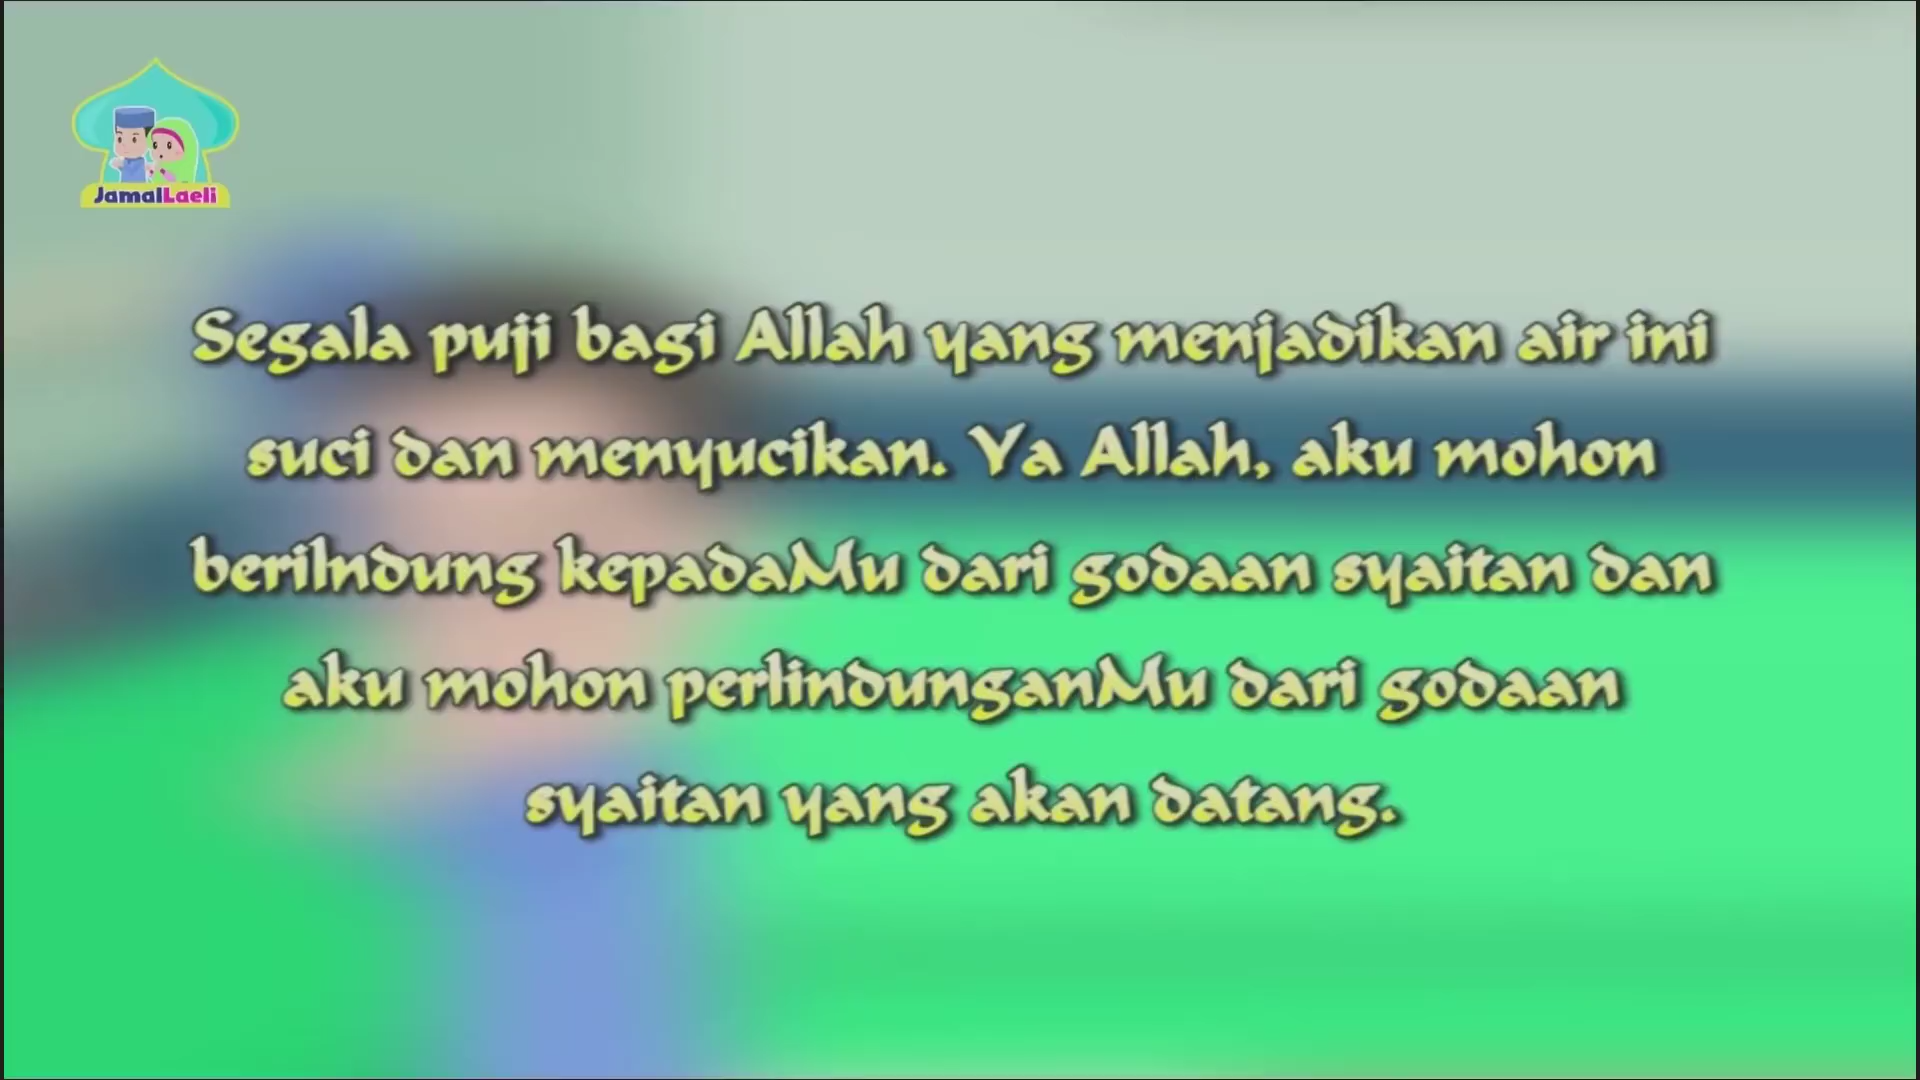 JamalLaeli
Segala puji bagi Allah yang menjadikan air ini
suci dan menyucikan. Ya Allah, aku mohon
berilndung kepadaMu dari godaan syaitan dan
aku mohon perlindunganMu dari godaan
syaitan yang akan datang.